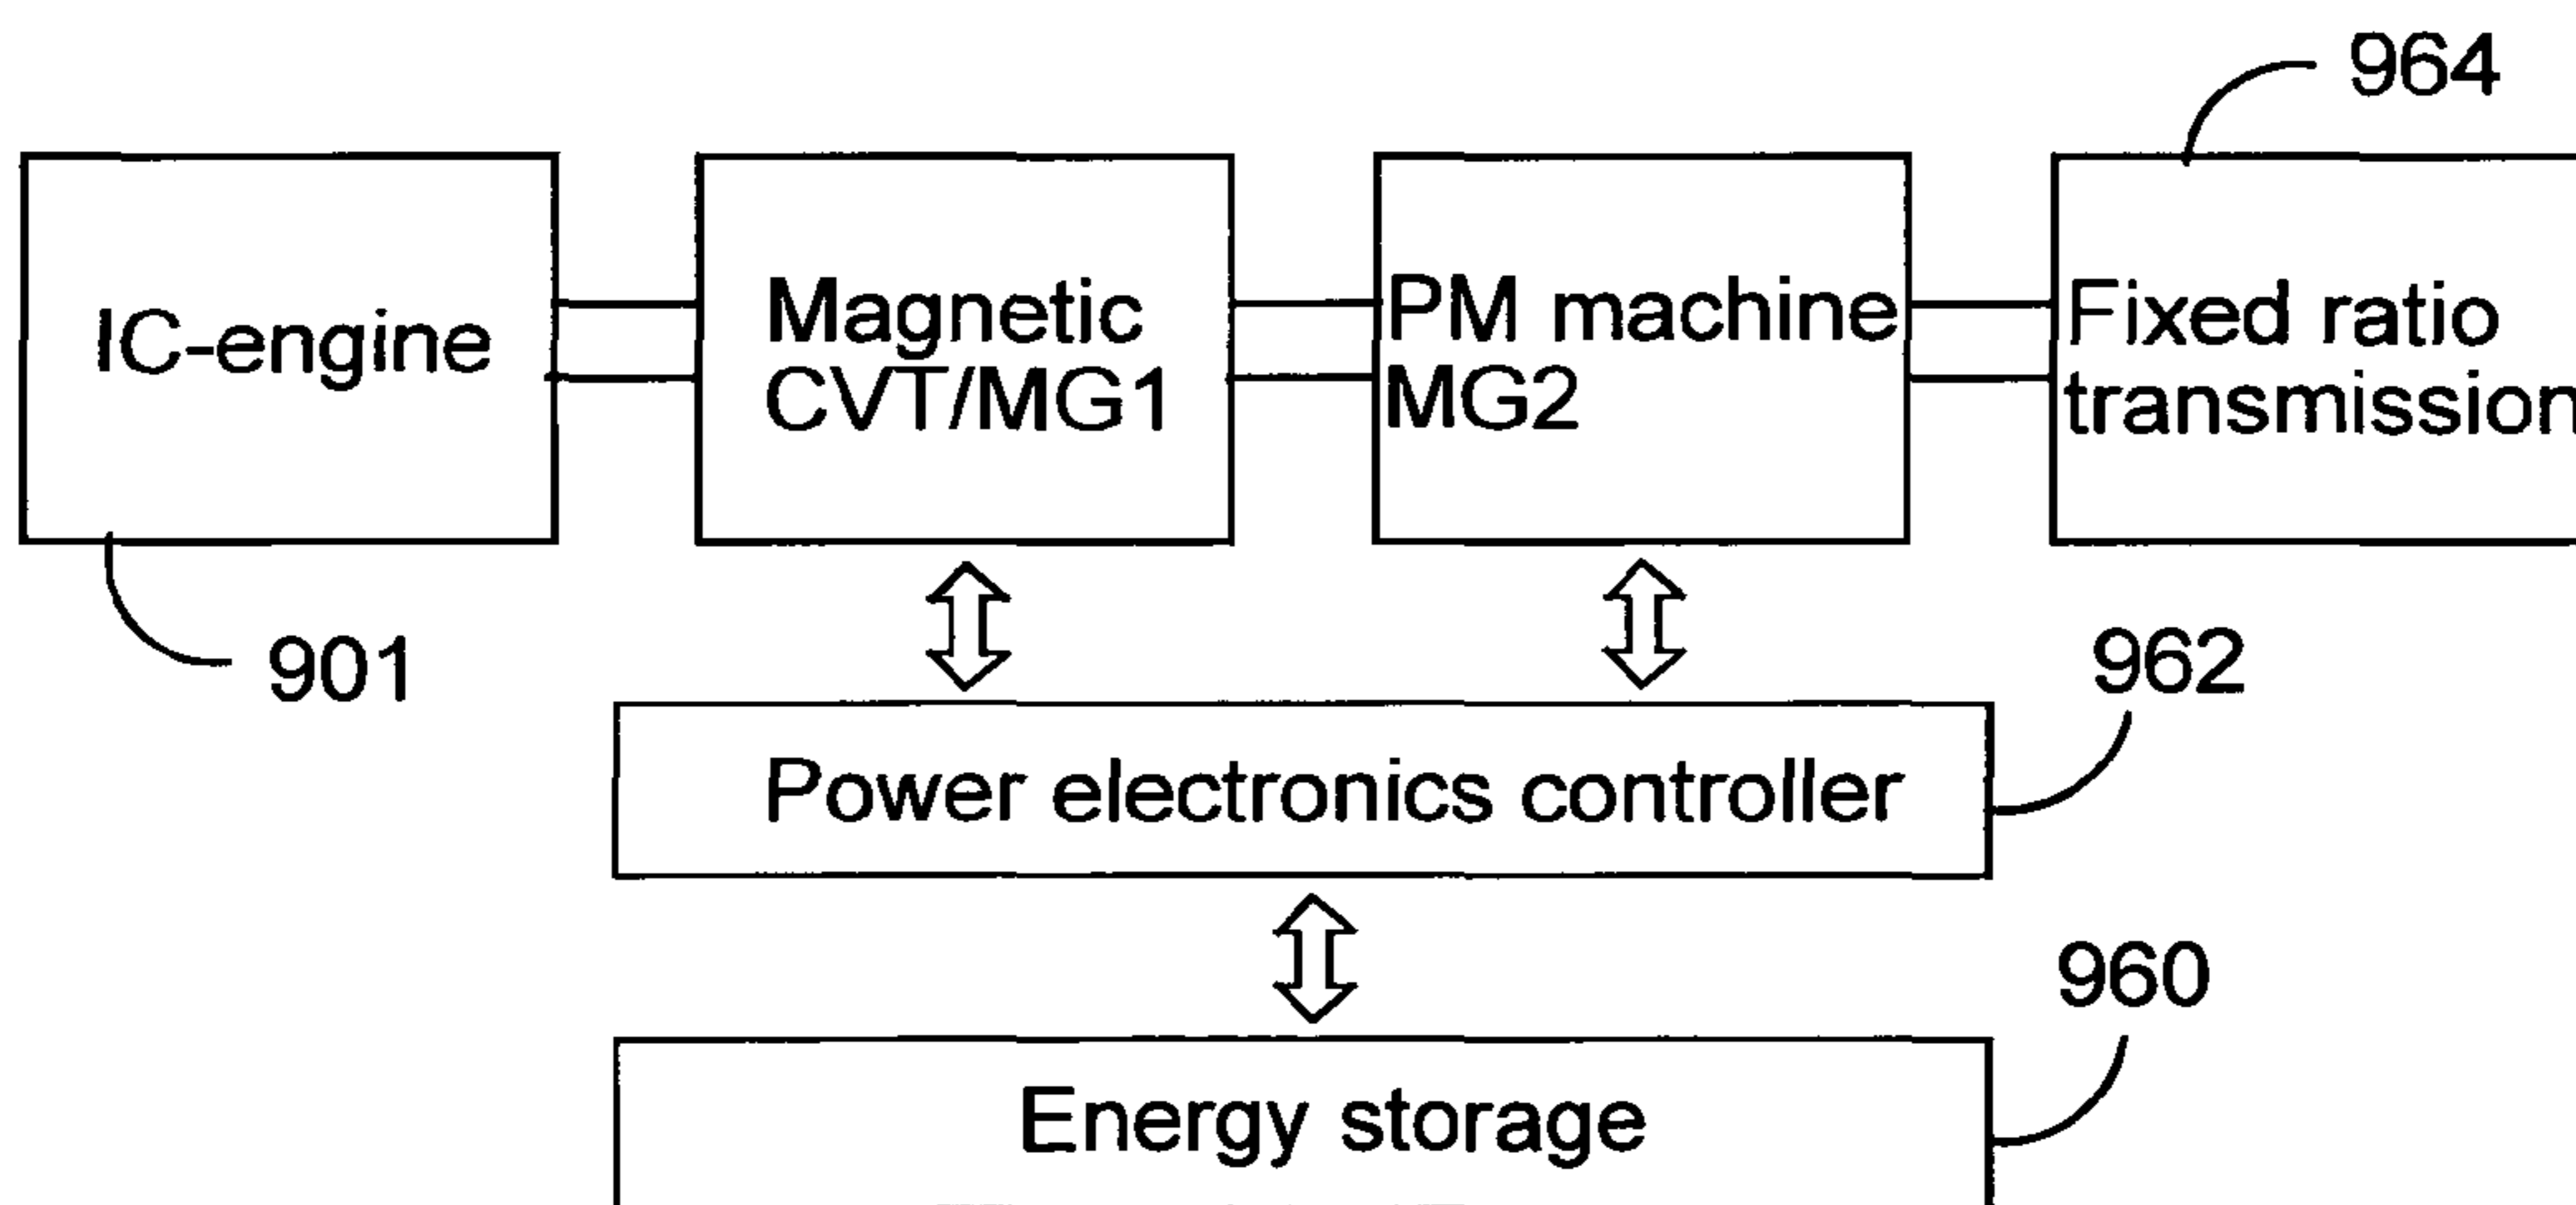 964
IC-engine
Magnetic
CVT/MG1
PM machine
MG2
Fixed ratio
transmission
901
962
Power electronics controller
960
Energy storage